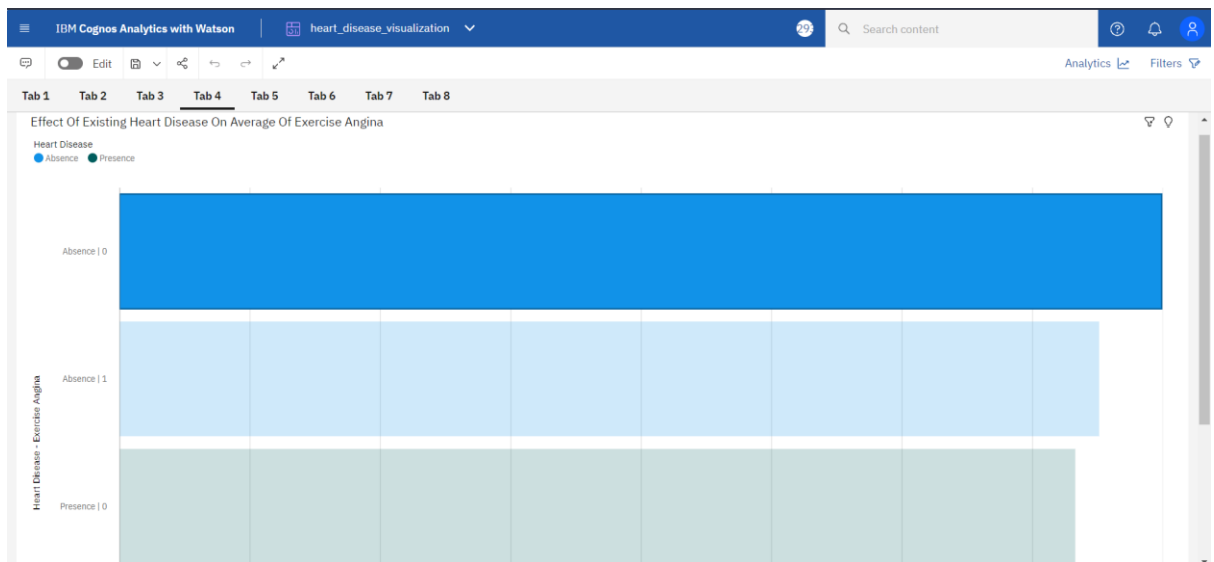 IBM Cognos Analytics with Watson
heart_disease_visualization
Search content
Edit
Analytics
Filters
Tab 1 Tab 2 Tab 3 Tab 4 Tab 5 Tab 6 Tab 7 Tab 8
Effect Of Existing Heart Disease On Average Of Exercise Angina
Heart Disease
Absence Presence
Absence | 0
Absence | 1
Presence | 0
Heart Disease - Exercise Angina